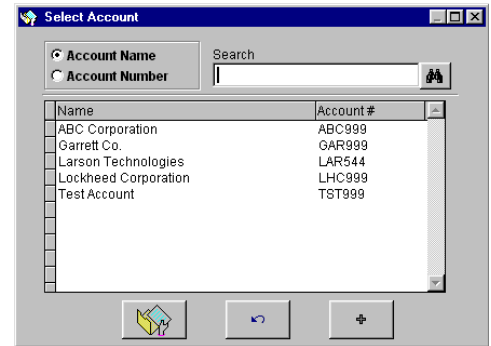 Select Account
Account Name
Account Number
Search
Name Account #
ABC Corporation ABC999
Garrett Co. GAR999
Larson Technologies LAR544
Lockheed Corporation LHC999
Test Account TST999